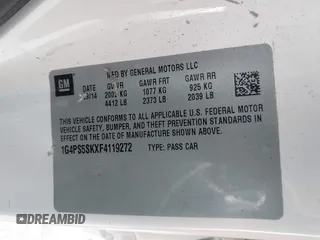 GM
MFD BY GENERAL MOTORS LLC
DATE GVWR GAWR FRT GAWR RR
/14 KG 1077 KG 925 KG
4412 LB 2373 LB 2039 LB
THIS VEHICLE CONFORMS TO ALL APPLICABLE U.S. FEDERAL MOTOR
VEHICLE SAFETY, BUMPER, AND THEFT PREVENTION STANDARDS IN EFFECT
ON THE DATE OF MANUFACTURE SHOWN ABOVE.
1G4PS5SKXF4119272 TYPE: PASS CAR
DREAMBID